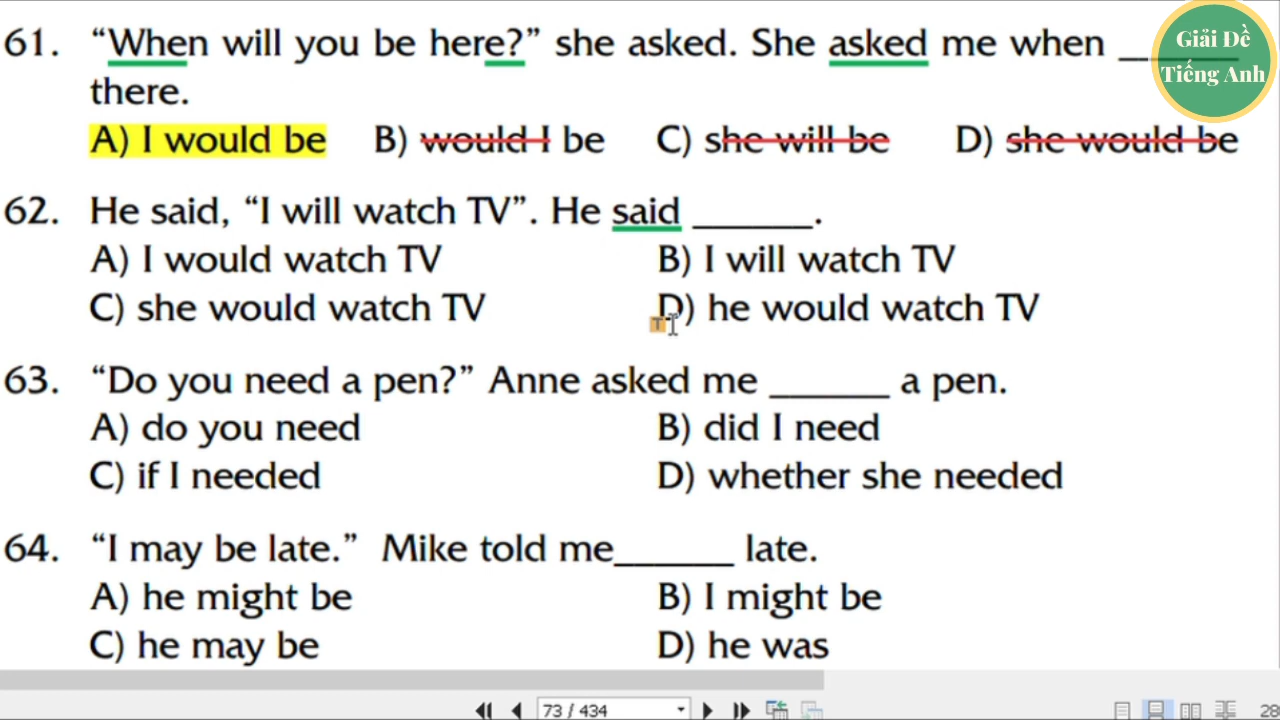 61. “When will you be here?” she asked. She asked me when ______
there.
A) I would be B) would I be C) she will be D) she would be
62. He said, “I will watch TV”. He said ______.
A) I would watch TV B) I will watch TV
C) she would watch TV D) he would watch TV
63. “Do you need a pen?” Anne asked me ______ a pen.
A) do you need B) did I need
C) if I needed D) whether she needed
64. “I may be late.” Mike told me______ late.
A) he might be B) I might be
C) he may be D) he was
Giải Dề
Tiếng Anh
T
73 / 434
28